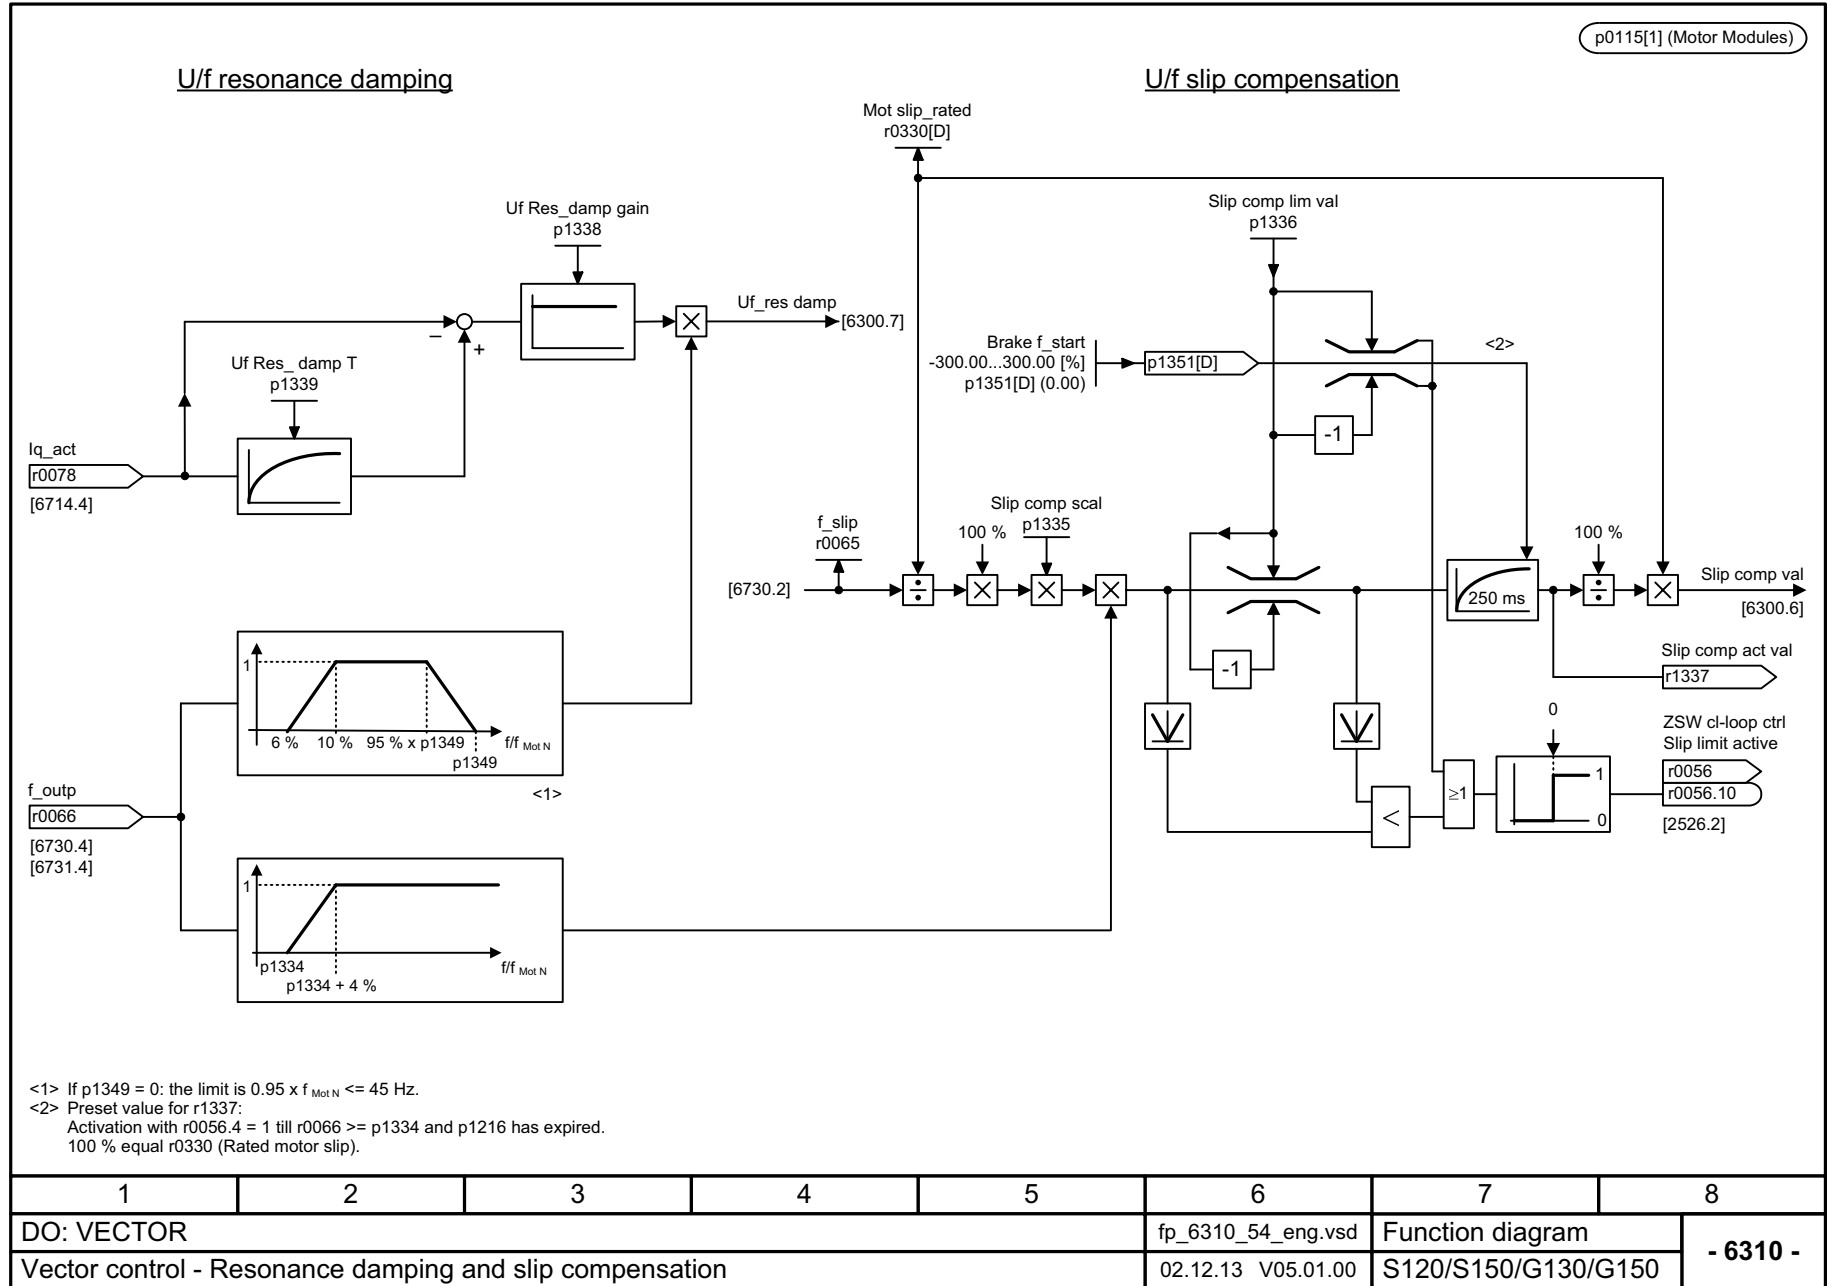 p0115[1] (Motor Modules)
U/f resonance damping
U/f slip compensation
Mot slip_rated
r0330[D]
Uf Res_damp gain
p1338
Slip comp lim val
p1336
Uf_res damp
[6300.7]
Brake f_start
-300.00...300.00 [%]
p1351[D] (0.00)
p1351[D]
<2>
Uf Res_ damp T
p1339
–
+
-1
Iq_act
r0078
[6714.4]
f_slip
r0065
100 %
Slip comp scal
p1335
[6730.2]
250 ms
100 %
Slip comp val
[6300.6]
-1
Slip comp act val
r1337
1
6 %
10 %
95 % x p1349
p1349
f/f Mot N
<1>
0
ZSW cl-loop ctrl
Slip limit active
r0056
r0056.10
[2526.2]
<
≥1
1
0
f_outp
r0066
[6730.4]
[6731.4]
1
p1334
p1334 + 4 %
f/f Mot N
<1> If p1349 = 0: the limit is 0.95 x f Mot N <= 45 Hz.
<2> Preset value for r1337:
Activation with r0056.4 = 1 till r0066 >= p1334 and p1216 has expired.
100 % equal r0330 (Rated motor slip).
1 2 3 4 5 6 7 8
DO: VECTOR
fp_6310_54_eng.vsd
Function diagram
- 6310 -
Vector control - Resonance damping and slip compensation
02.12.13 V05.01.00
S120/S150/G130/G150